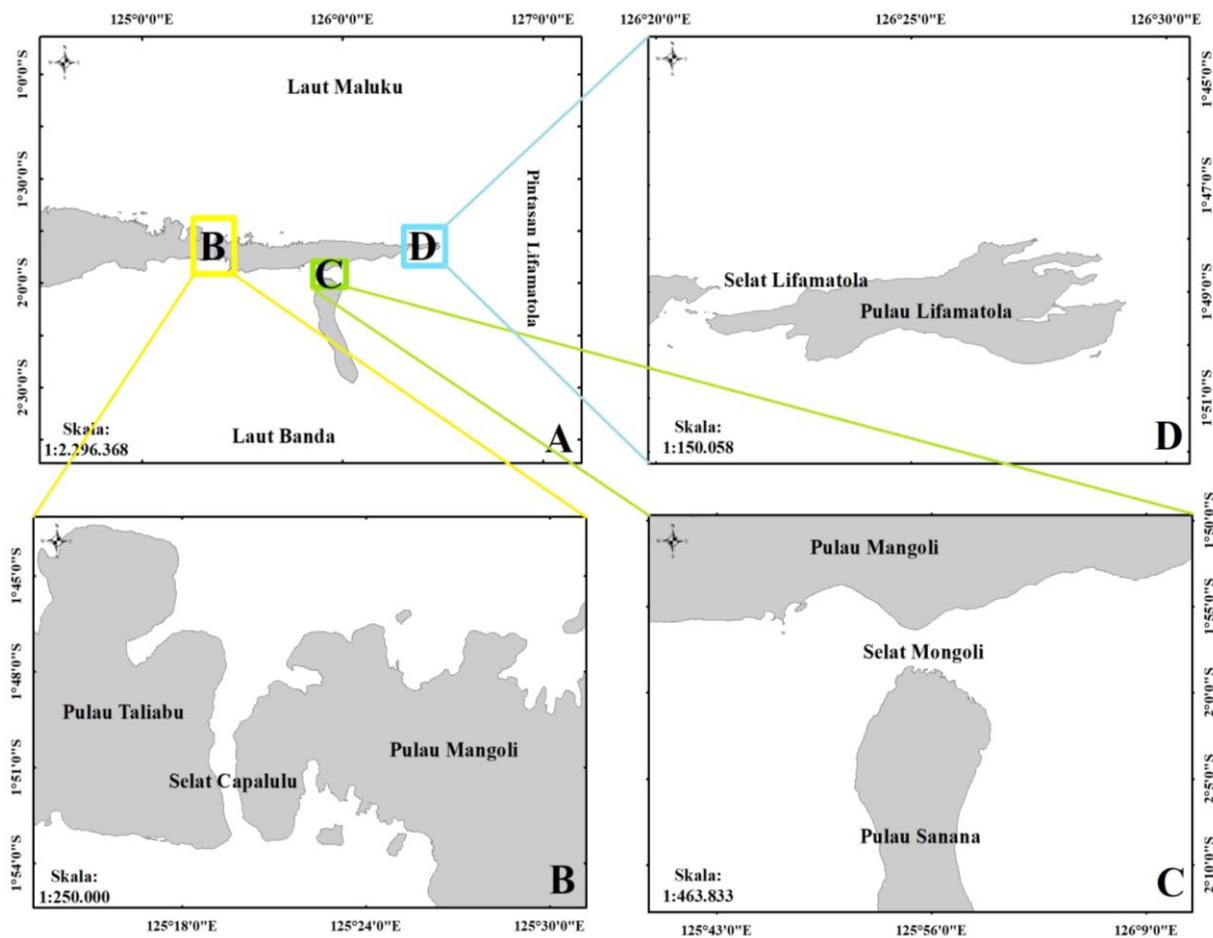 125°0'0"E
126°0'0"E
127°0'0"E
1°0'0"S
1°30'0"S
2°0'0"S
2°30'0"S
Laut Maluku
Pintasan Lifamatola
B
C
D
Laut Banda
Skala:
1:2.296.368
A
126°20'0"E
126°25'0"E
126°30'0"E
1°45'0"S
1°47'0"S
1°49'0"S
1°51'0"S
Selat Lifamatola
Pulau Lifamatola
Skala:
1:150.058
D
1°45'0"S
1°48'0"S
1°51'0"S
1°54'0"S
Pulau Taliabu
Pulau Mangoli
Selat Capalulu
Skala:
1:250.000
B
125°18'0"E
125°24'0"E
125°30'0"E
Pulau Mangoli
Selat Mongoli
Pulau Sanana
Skala:
1:463.833
C
1°50'0"S
1°55'0"S
2°0'0"S
2°5'0"S
2°10'0"S
125°43'0"E
125°56'0"E
126°9'0"E